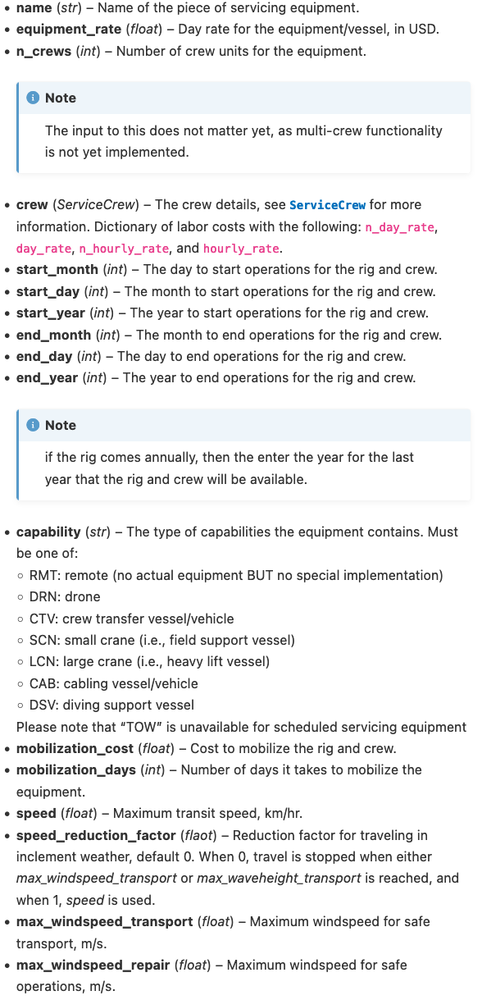 • name (str) – Name of the piece of servicing equipment.
• equipment_rate (float) – Day rate for the equipment/vessel, in USD.
• n_crews (int) – Number of crew units for the equipment.
Note
The input to this does not matter yet, as multi-crew functionality
is not yet implemented.
• crew (ServiceCrew) – The crew details, see ServiceCrew for more
information. Dictionary of labor costs with the following: n_day_rate,
day_rate, n_hourly_rate, and hourly_rate.
• start_month (int) – The day to start operations for the rig and crew.
• start_day (int) – The month to start operations for the rig and crew.
• start_year (int) – The year to start operations for the rig and crew.
• end_month (int) – The month to end operations for the rig and crew.
• end_day (int) – The day to end operations for the rig and crew.
• end_year (int) – The year to end operations for the rig and crew.
Note
if the rig comes annually, then the enter the year for the last
year that the rig and crew will be available.
• capability (str) – The type of capabilities the equipment contains. Must
be one of:
○ RMT: remote (no actual equipment BUT no special implementation)
○ DRN: drone
○ CTV: crew transfer vessel/vehicle
○ SCN: small crane (i.e., field support vessel)
○ LCN: large crane (i.e., heavy lift vessel)
○ CAB: cabling vessel/vehicle
○ DSV: diving support vessel
Please note that “TOW” is unavailable for scheduled servicing equipment
• mobilization_cost (float) – Cost to mobilize the rig and crew.
• mobilization_days (int) – Number of days it takes to mobilize the
equipment.
• speed (float) – Maximum transit speed, km/hr.
• speed_reduction_factor (flaot) – Reduction factor for traveling in
inclement weather, default 0. When 0, travel is stopped when either
max_windspeed_transport or max_waveheight_transport is reached, and
when 1, speed is used.
• max_windspeed_transport (float) – Maximum windspeed for safe
transport, m/s.
• max_windspeed_repair (float) – Maximum windspeed for safe
operations, m/s.